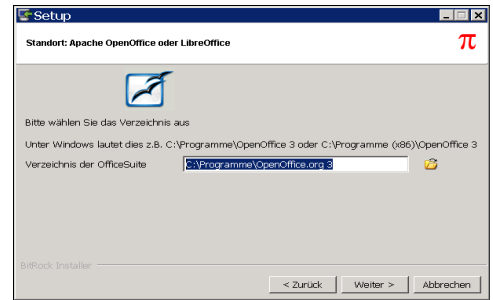 Setup
Standort: Apache OpenOffice oder LibreOffice
π
Bitte wählen Sie das Verzeichnis aus
Unter Windows lautet dies z.B. C:\Programme\OpenOffice 3 oder C:\Programme (x86)\OpenOffice 3
Verzeichnis der OfficeSuite C:\Programme\OpenOffice.org 3
BitRock Installer
< Zurück Weiter > Abbrechen